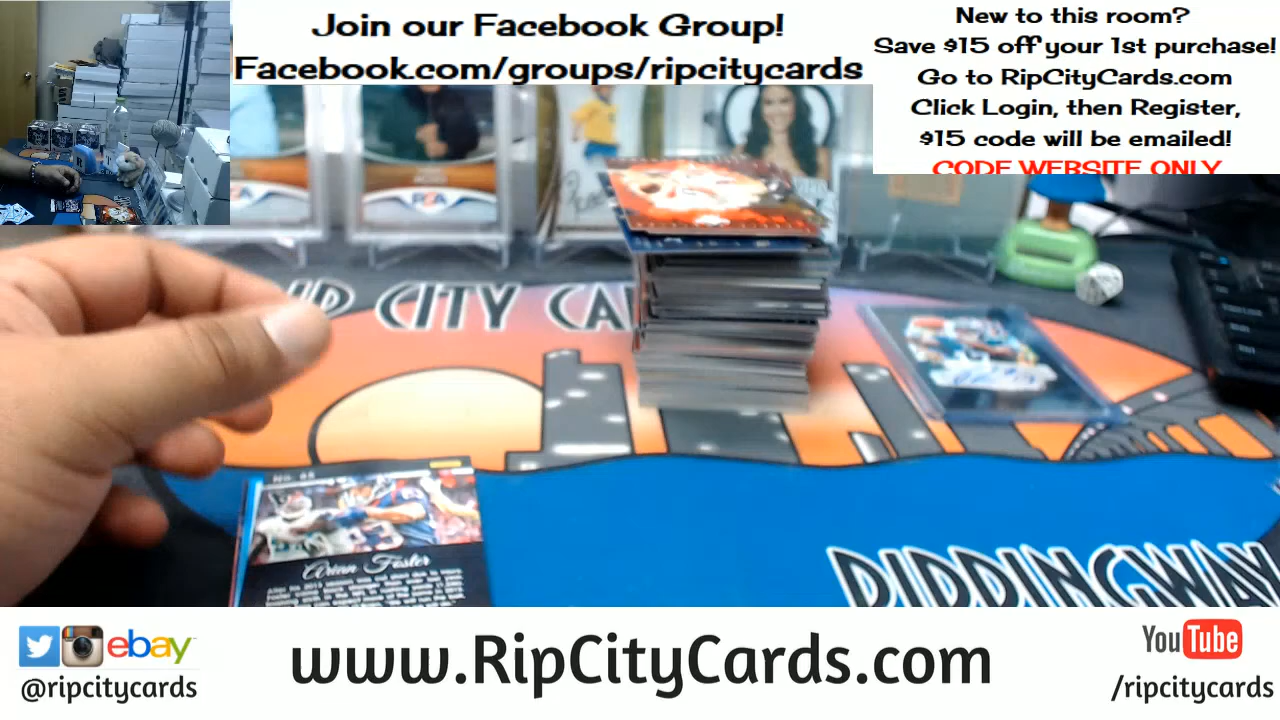 Join our Facebook Group!
Facebook.com/groups/ripcitycards
New to this room?
Save $15 off your 1st purchase!
Go to RipCityCards.com
Click Login, then Register,
$15 code will be emailed!
CODE WEBSITE ONLY
RIP CITY CA
Arian Foster
RIPPINGWAX
ebay
@ripcitycards
www.RipCityCards.com
YouTube
/ripcitycards